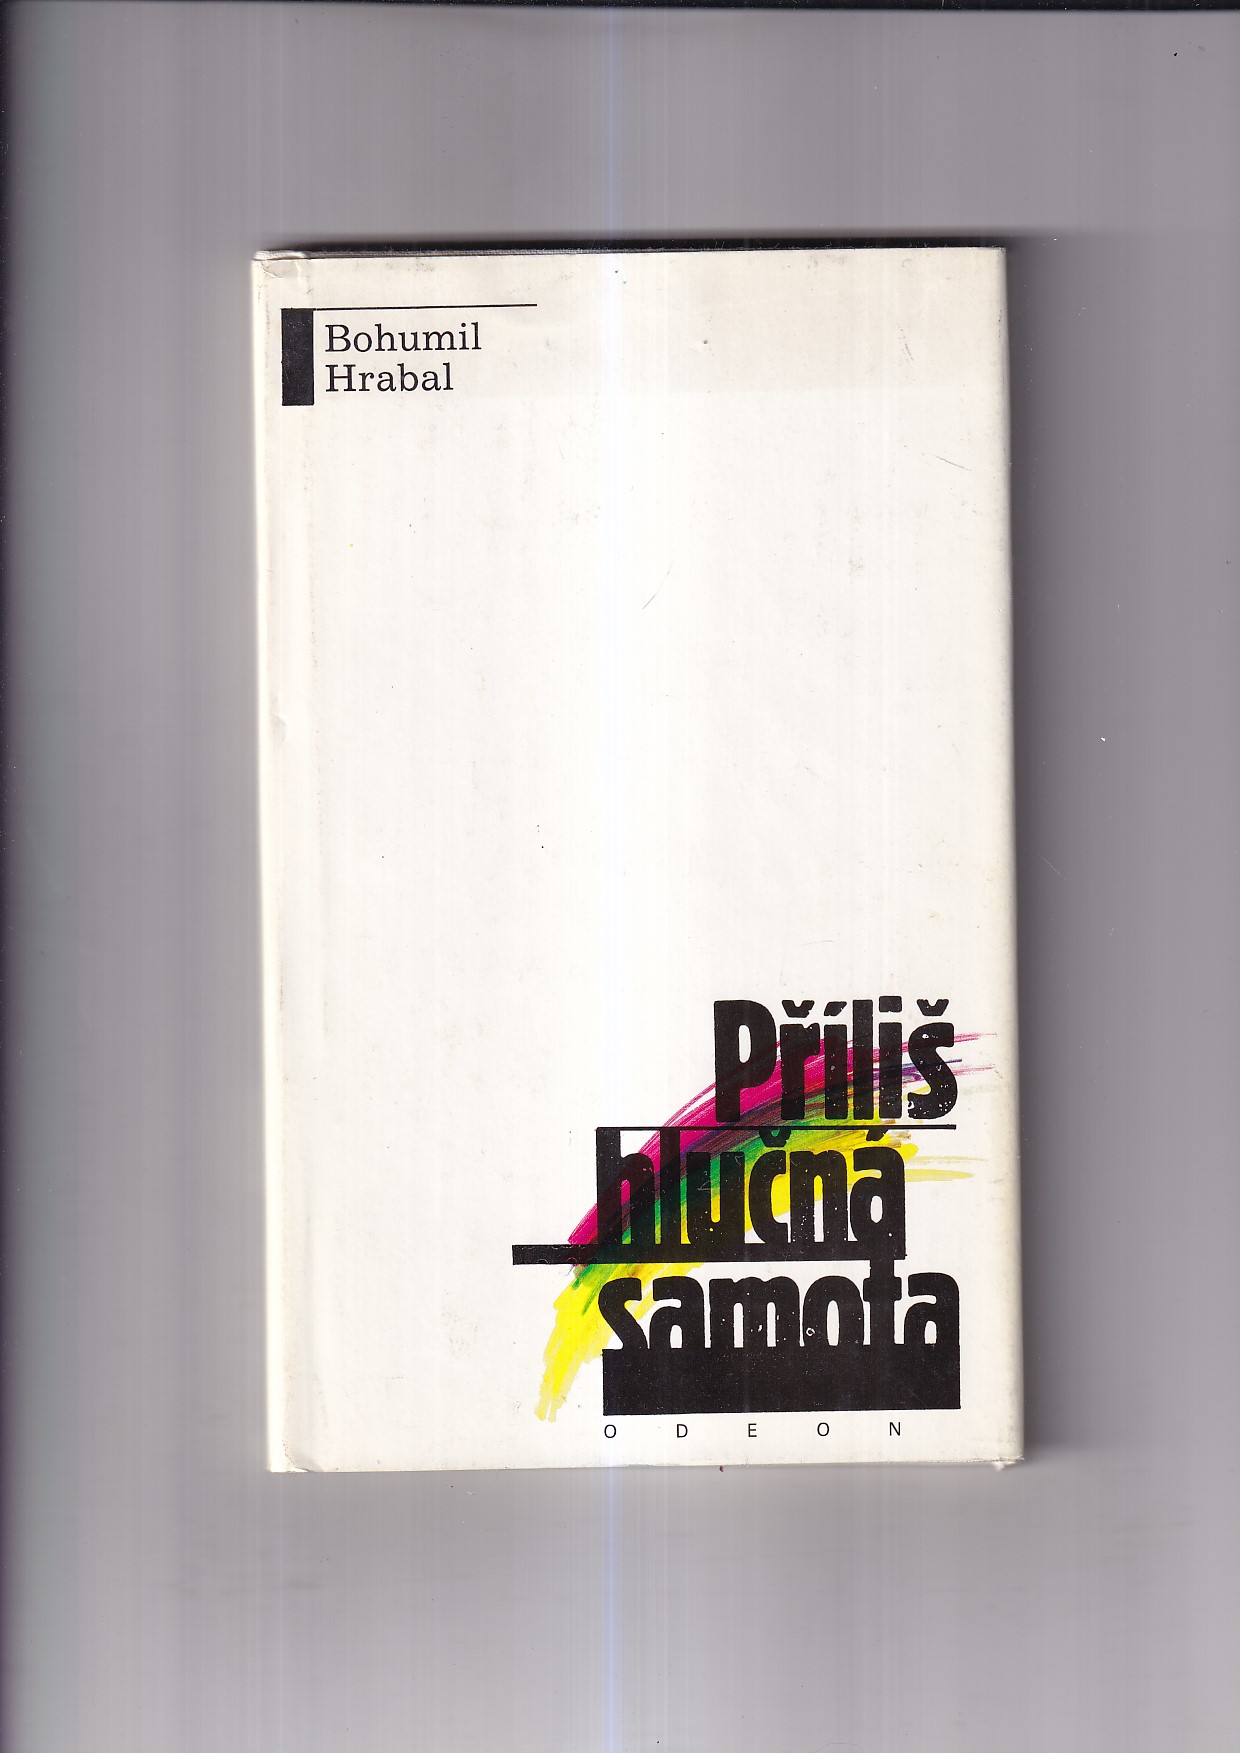 Bohumil
Hrabal
Příliš
hlučná
samota
ODEON